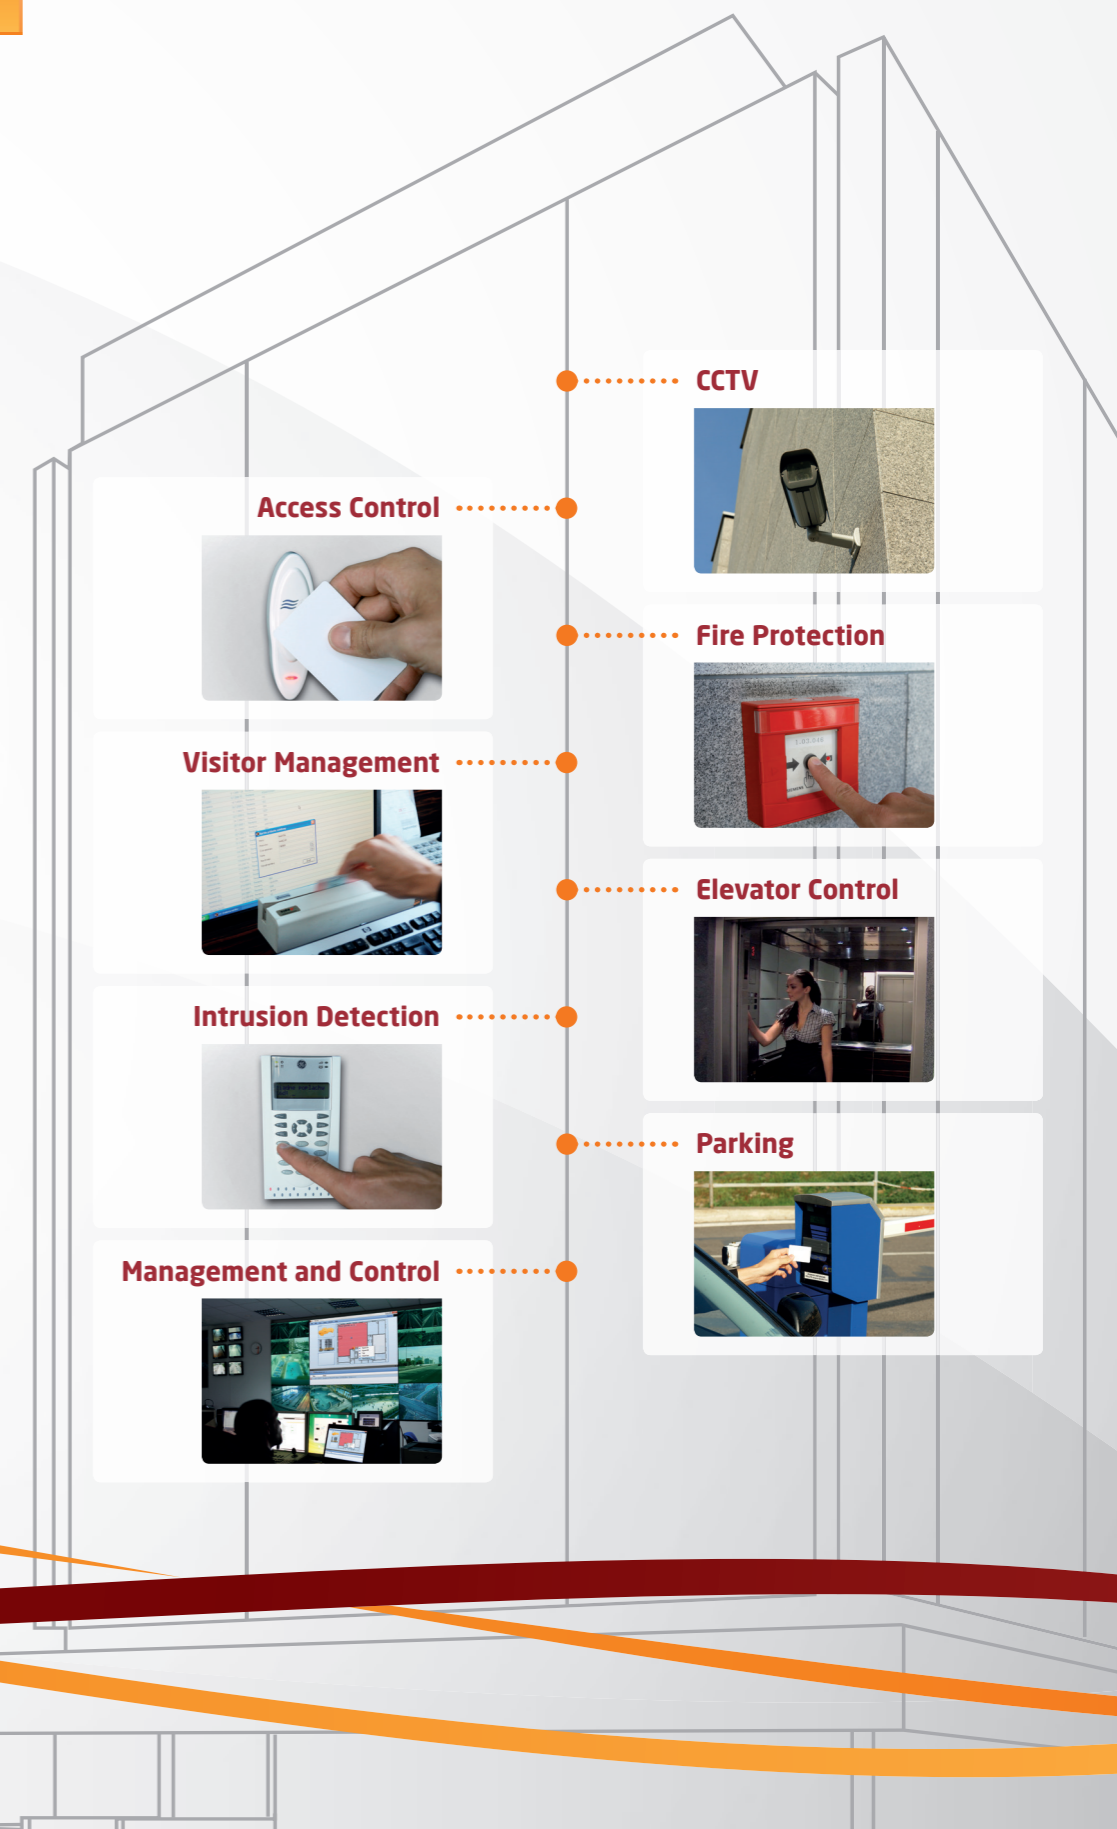 CCTV
Access Control
Fire Protection
Visitor Management
Elevator Control
Intrusion Detection
Parking
Management and Control